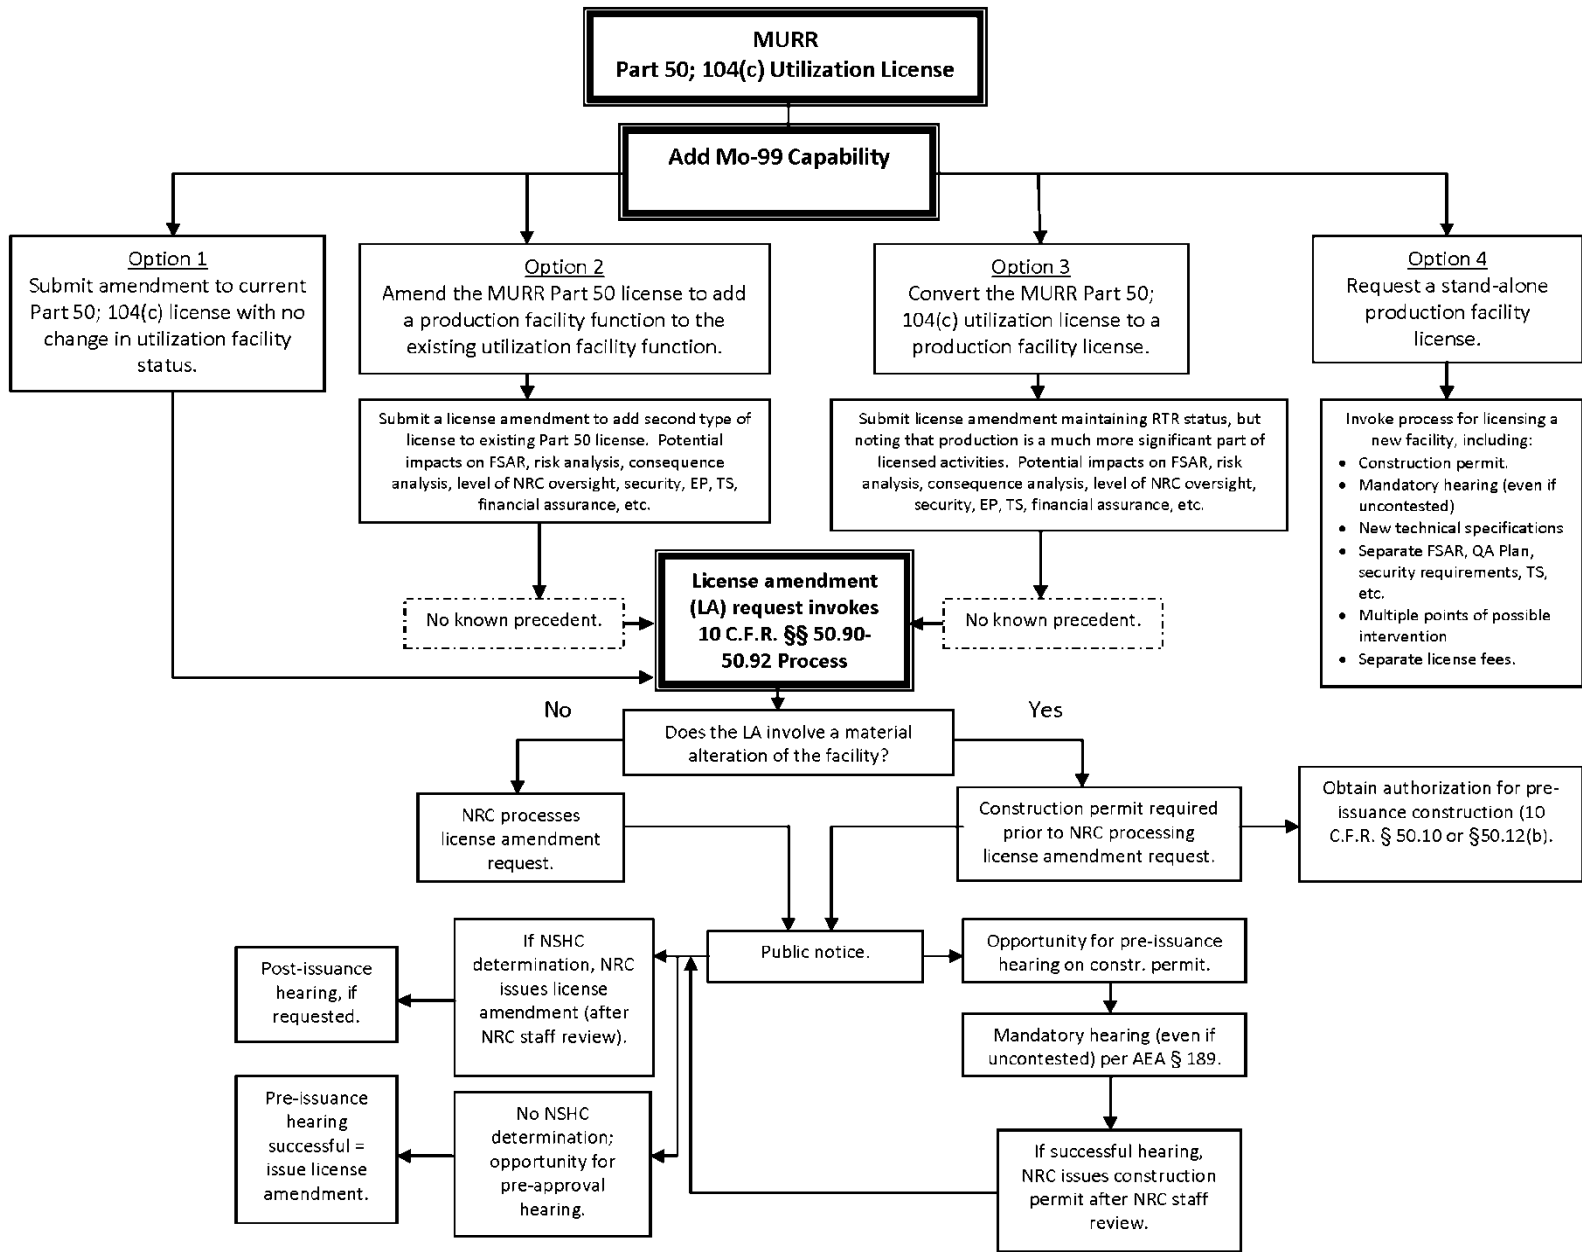 MURR
Part 50; 104(c) Utilization License
Add Mo-99 Capability
Option 1
Submit amendment to current
Part 50; 104(c) license with no
change in utilization facility
status.
Option 2
Amend the MURR Part 50 license to add
a production facility function to the
existing utilization facility function.
Option 3
Convert the MURR Part 50;
104(c) utilization license to a
production facility license.
Option 4
Request a stand-alone
production facility
license.
Submit a license amendment to add second type of
license to existing Part 50 license.  Potential
impacts on FSAR, risk analysis, consequence
analysis, level of NRC oversight, security, EP, TS,
financial assurance, etc.
Submit license amendment maintaining RTR status, but
noting that production is a much more significant part of
licensed activities.  Potential impacts on FSAR, risk
analysis, consequence analysis, level of NRC oversight,
security, EP, TS, financial assurance, etc.
Invoke process for licensing a
new facility, including:
• Construction permit.
• Mandatory hearing (even if
uncontested)
• New technical specifications
• Separate FSAR, QA Plan,
security requirements, TS,
etc.
• Multiple points of possible
intervention
• Separate license fees.
No known precedent.
License amendment
(LA) request invokes
10 C.F.R. §§ 50.90-
50.92 Process
No known precedent.
No
Yes
Does the LA involve a material
alteration of the facility?
NRC processes
license amendment
request.
Construction permit required
prior to NRC processing
license amendment request.
Obtain authorization for pre-
issuance construction (10
C.F.R. § 50.10 or §50.12(b).
Post-issuance
hearing, if
requested.
If NSHC
determination, NRC
issues license
amendment (after
NRC staff review).
Public notice.
Opportunity for pre-issuance
hearing on constr. permit.
Mandatory hearing (even if
uncontested) per AEA § 189.
Pre-issuance
hearing
successful =
issue license
amendment.
No NSHC
determination;
opportunity for
pre-approval
hearing.
If successful hearing,
NRC issues construction
permit after NRC staff
review.